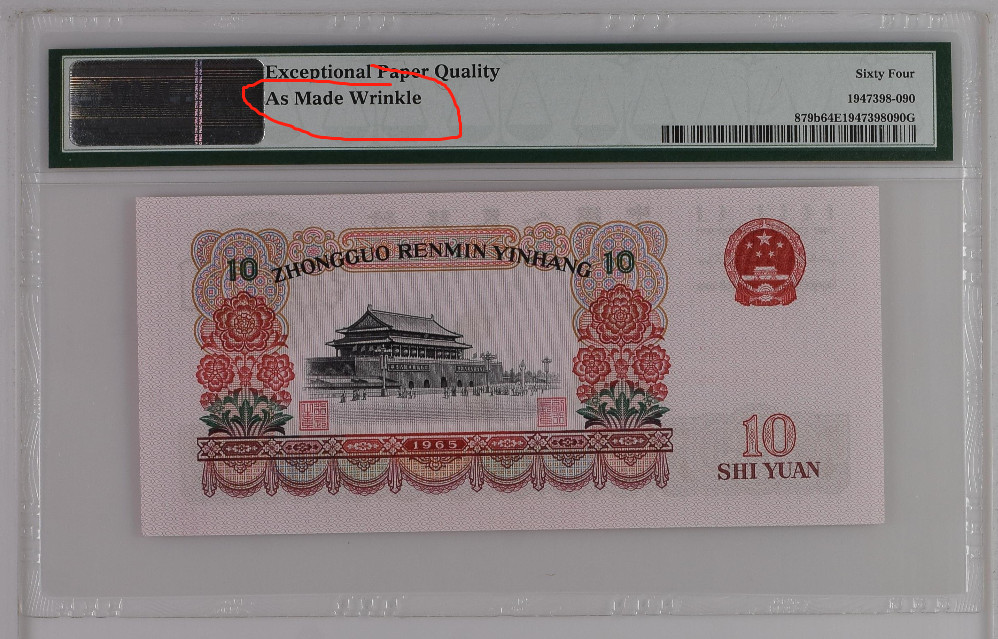 Exceptional Paper Quality
As Made Wrinkle
Sixty Four
1947398-090
879b64E1947398090G
10 ZHONGGUO RENMIN YINHANG 10
1965
10
SHI YUAN